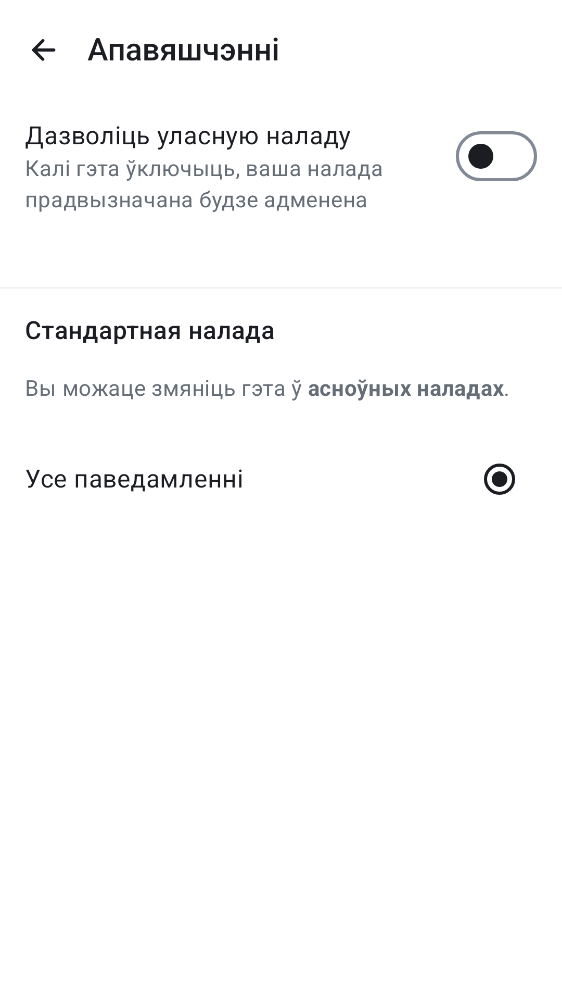 Апавяшчэнні
Дазволіць уласную наладу
Калі гэта ўключыць, ваша налада
прадвызначана будзе адменена
Стандартная налада
Вы можаце змяніць гэта ў асноўных наладах.
Усе паведамленні